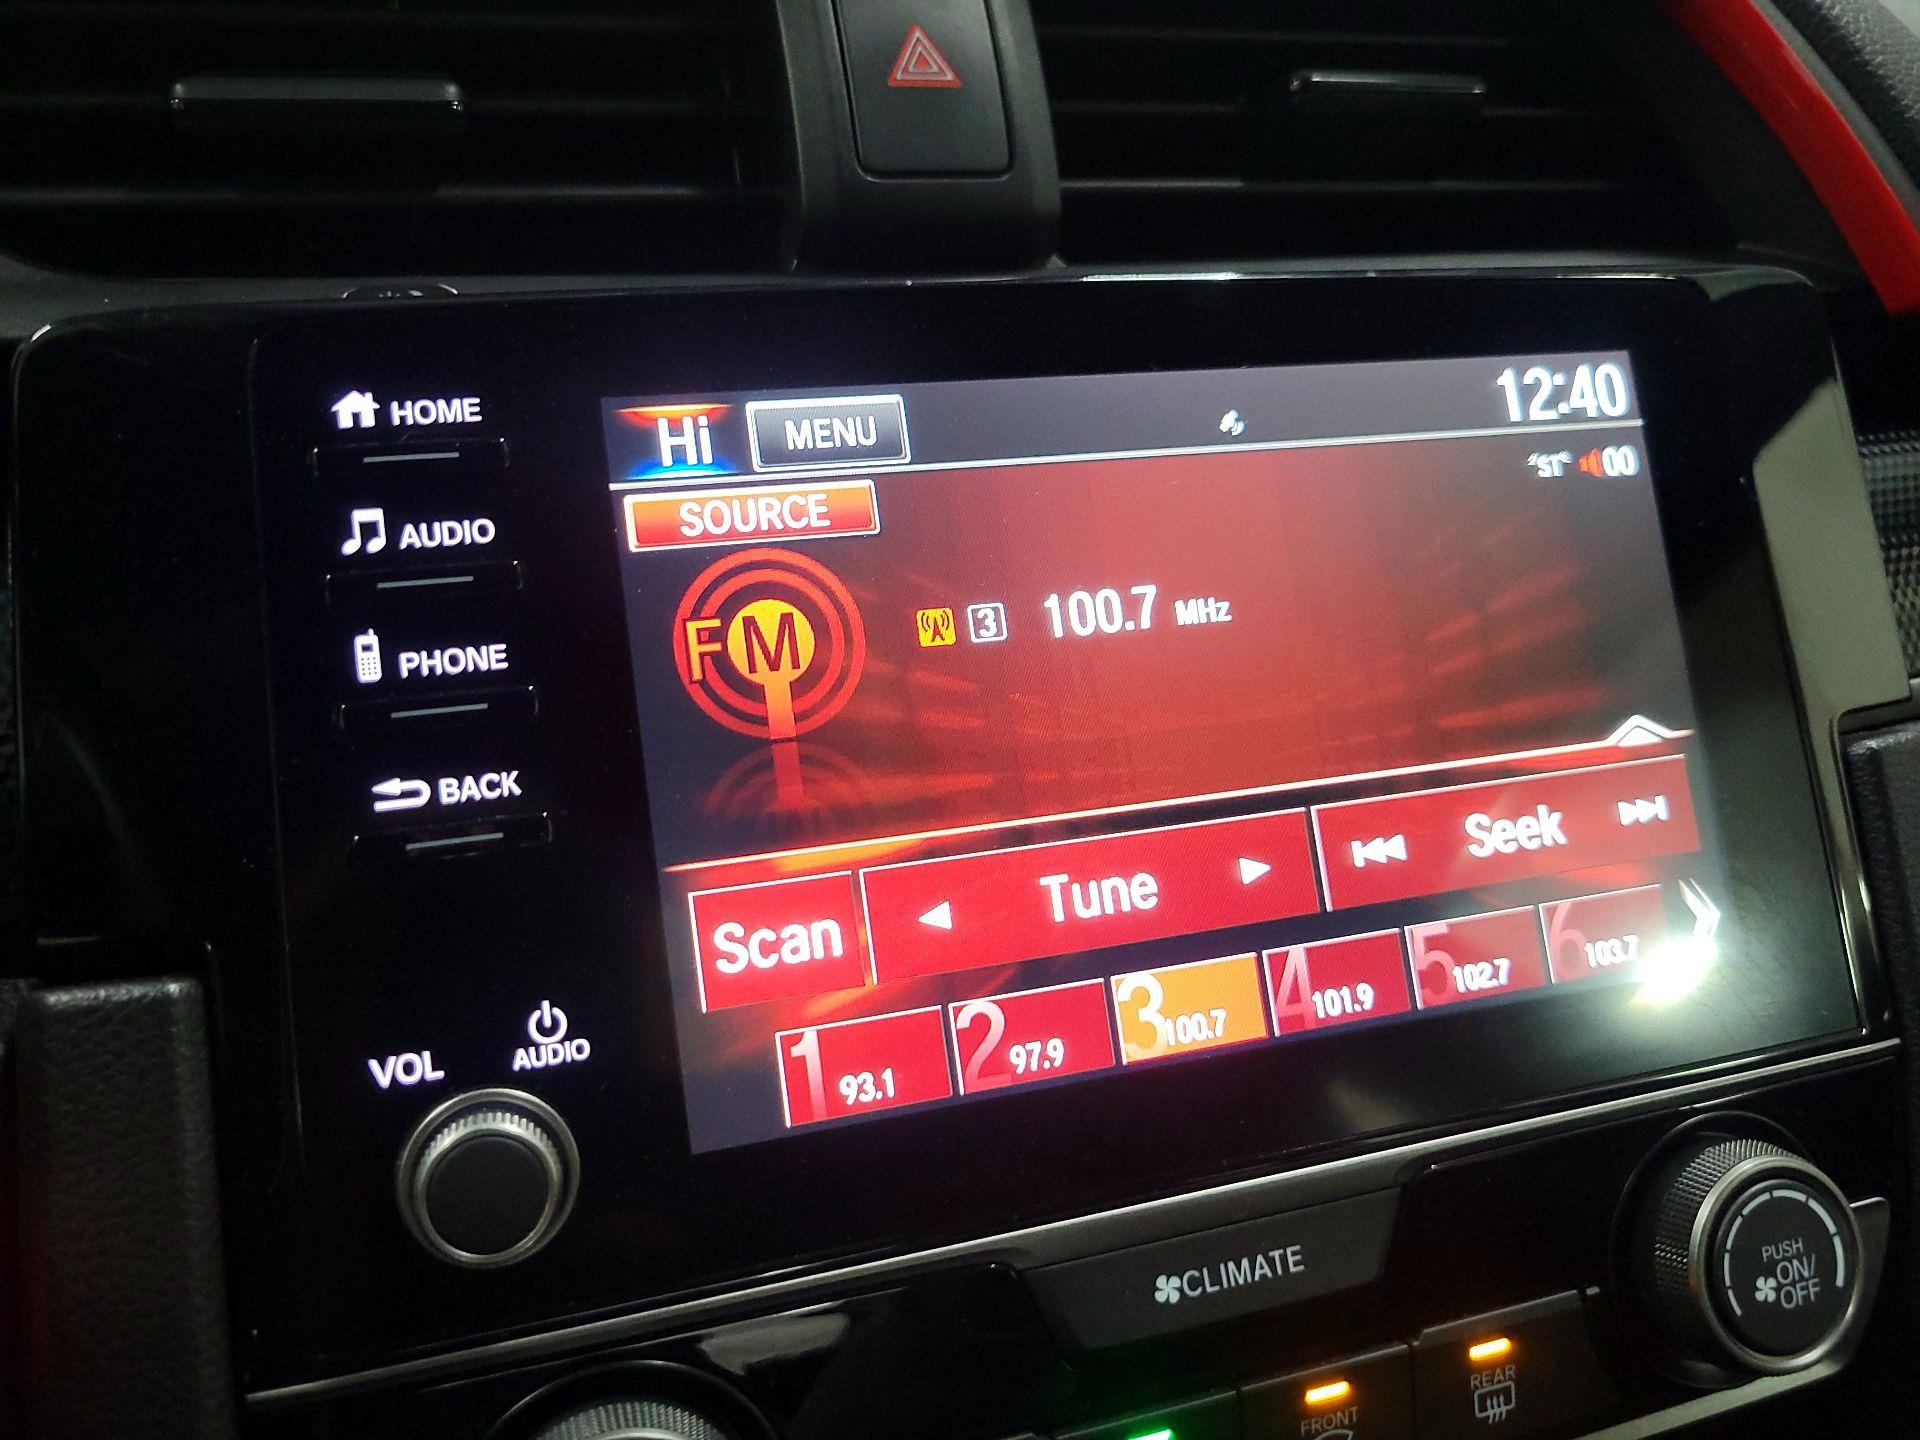 HOME
AUDIO
PHONE
BACK
VOL
AUDIO
Hi
MENU
12:40
"ST" 00
SOURCE
FM
3 100.7 MHz
Scan
Tune
Seek
1 93.1
2 97.9
3 100.7
4 101.9
5 102.7
6 103.7
CLIMATE
PUSH
ON/
OFF
FRONT
REAR